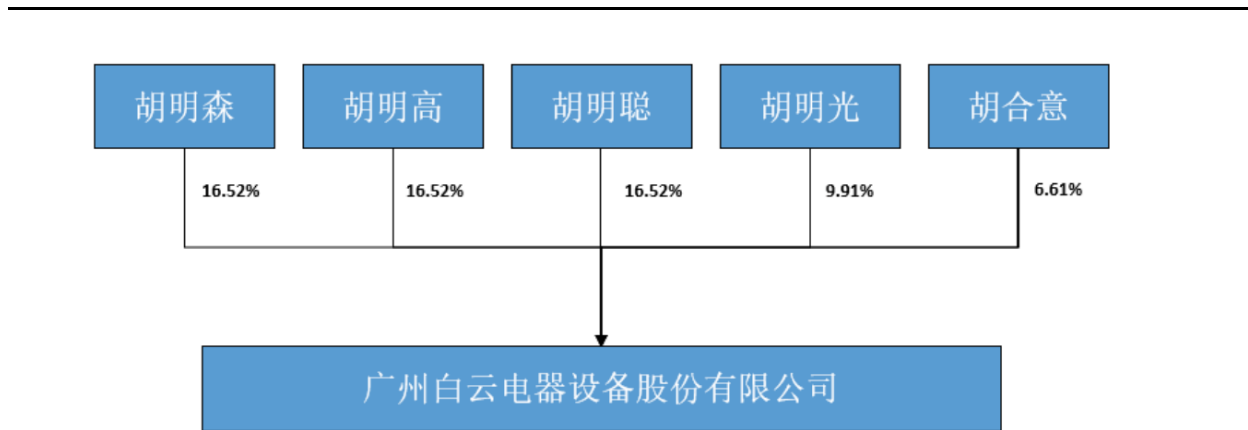 胡明森 胡明高 胡明聪 胡明光 胡合意
16.52% 16.52% 16.52% 9.91% 6.61%
广州白云电器设备股份有限公司